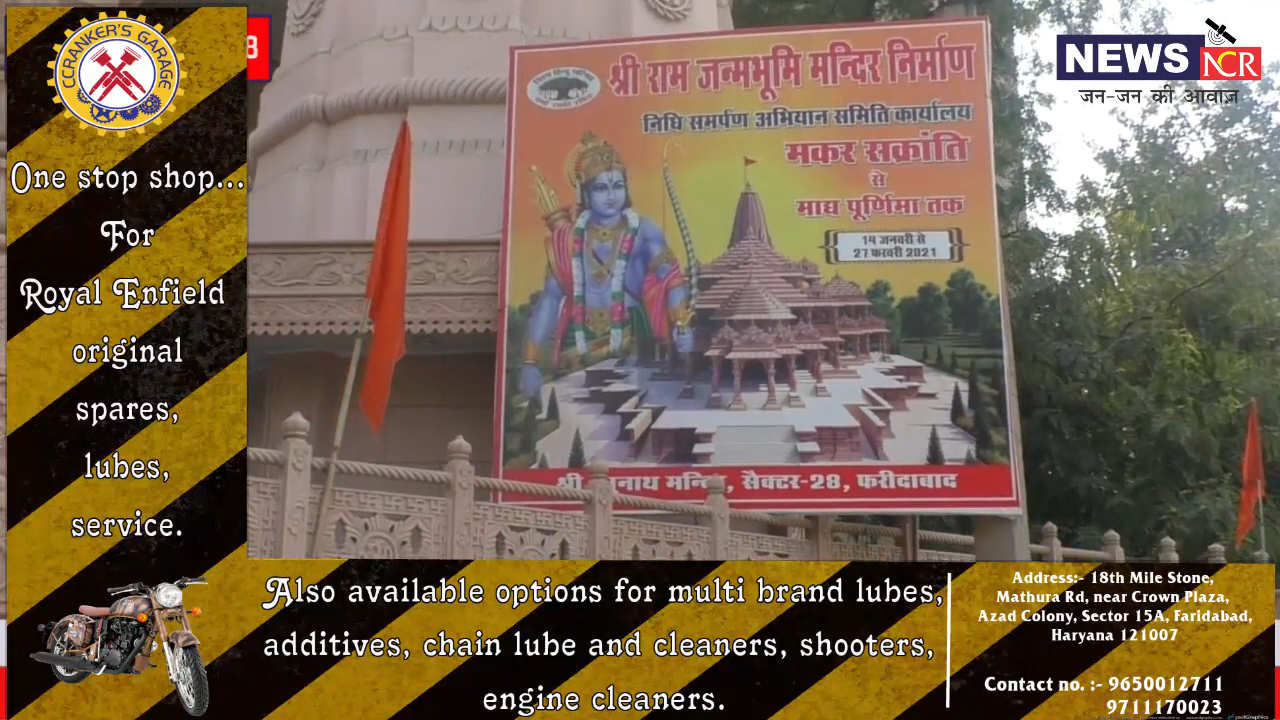 CCRANKER'S GARAGE
One stop shop...
For
Royal Enfield
original
spares,
lubes,
service.
8
श्री राम जन्मभूमि मन्दिर निर्माण
निधि समर्पण अभियान समिति कार्यालय
मकर सक्रांति
से
माघ पूर्णिमा तक
14 जनवरी से
27 फरवरी 2021
श्री नाथ मन्दिर, सैक्टर-28, फरीदाबाद
NEWS NCR
जन-जन की आवाज़
Also available options for multi brand lubes,
additives, chain lube and cleaners, shooters,
engine cleaners.
Address:- 18th Mile Stone,
Mathura Rd, near Crown Plaza,
Azad Colony, Sector 15A, Faridabad,
Haryana 121007
Contact no. :- 9650012711
9711170023